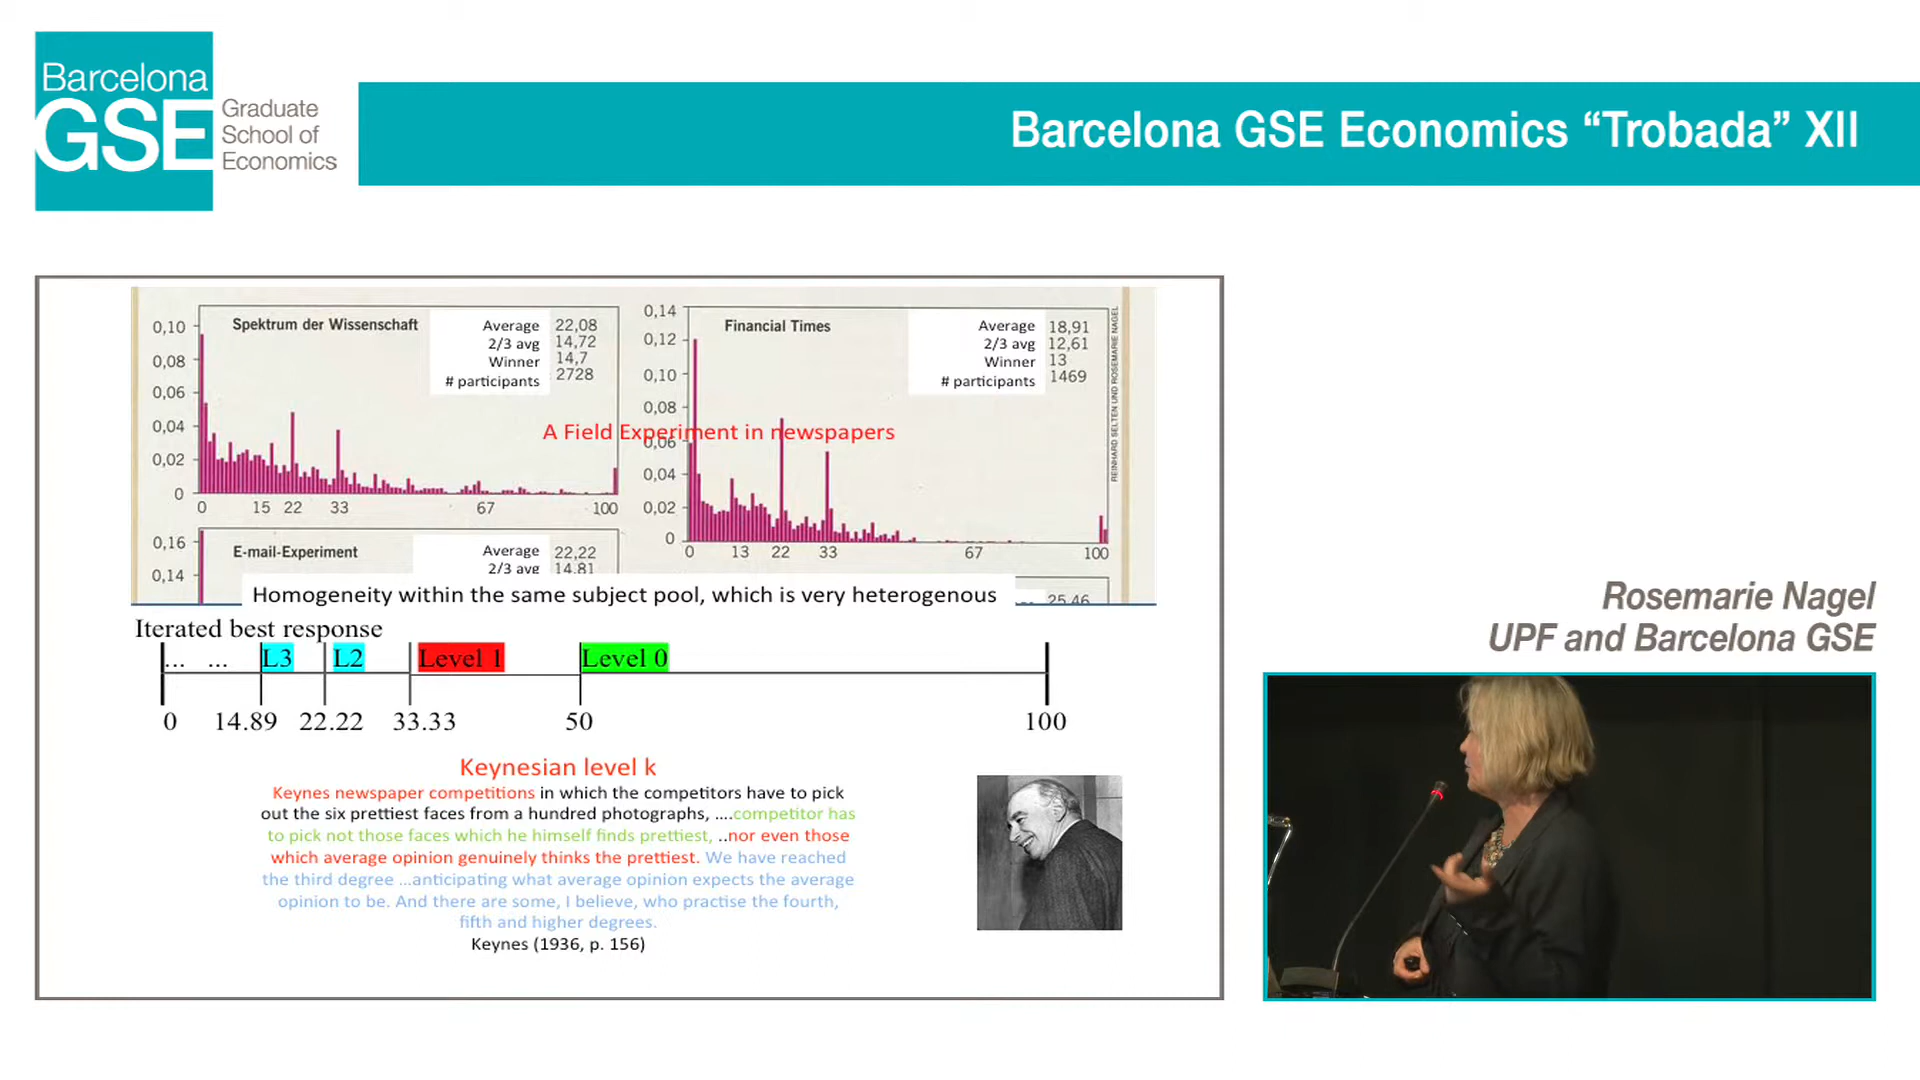 Barcelona
GSE
Graduate
School of
Economics
Barcelona GSE Economics “Trobada” XII
Spektrum der Wissenschaft
Average 22,08
2/3 avg 14,72
Winner 14,7
# participants 2728
0,10
0,08
0,06
0,04
0,02
0
0 15 22 33 67 100
Financial Times
Average 18,91
2/3 avg 12,61
Winner 13
# participants 1469
0,14
0,12
0,10
0,08
0,06
0,04
0,02
0
0 13 22 33 67 100
REINHARD SELTEN UND ROSEMARIE NAGEL
A Field Experiment in newspapers
E-mail-Experiment
Average 22,22
2/3 avg 14,81
0,16
0,14
25,46
Homogeneity within the same subject pool, which is very heterogenous
Iterated best response
... ... L3 L2 Level 1 Level 0
0 14.89 22.22 33.33 50 100
Keynesian level k
Keynes newspaper competitions in which the competitors have to pick
out the six prettiest faces from a hundred photographs, ....competitor has
to pick not those faces which he himself finds prettiest, ..nor even those
which average opinion genuinely thinks the prettiest. We have reached
the third degree ...anticipating what average opinion expects the average
opinion to be. And there are some, I believe, who practise the fourth,
fifth and higher degrees.
Keynes (1936, p. 156)
Rosemarie Nagel
UPF and Barcelona GSE